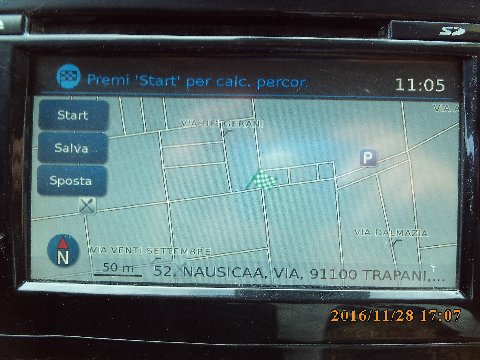 SD
Premi 'Start' per calc. percor. 11:05
Start
Salva
Sposta
VIA DEI GERANI
VIA A
P
VIA DALMAZIA
VIA VENTI SETTEMBRE
N
50 m
52, NAUSICAA, VIA, 91100 TRAPANI,...
2016/11/28 17:07